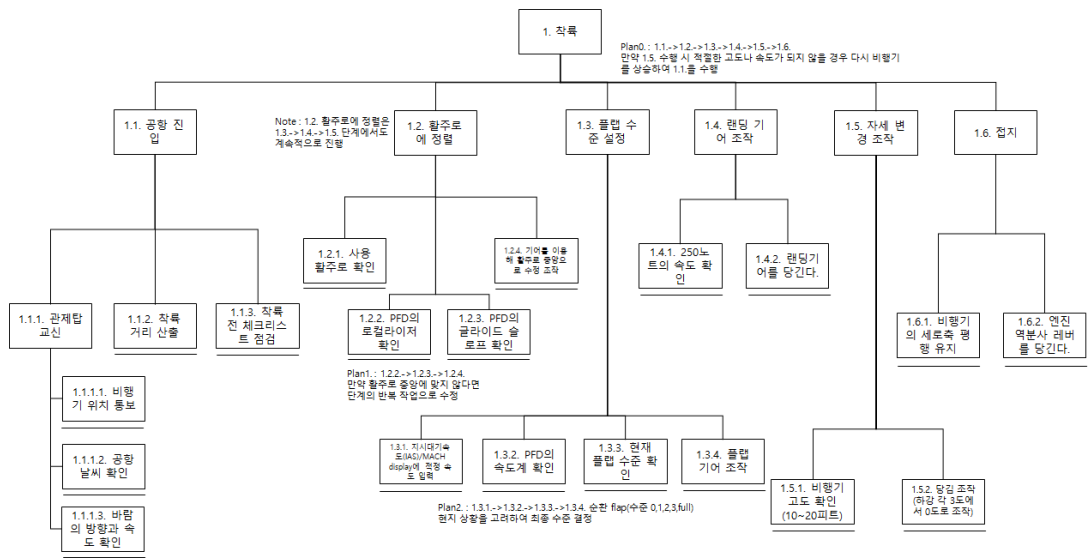 1. 착륙
Plan0. : 1.1.->1.2.->1.3.->1.4.->1.5.->1.6.
만약 1.5. 수행 시 적절한 고도나 속도가 되지 않을 경우 다시 비행기
를 상승하여 1.1.을 수행
1.1. 공항 진
입
Note : 1.2. 활주로에 정렬은
1.3.->1.4.->1.5. 단계에서도
계속적으로 진행
1.2. 활주로
에 정렬
1.3. 플랩 수
준 설정
1.4. 랜딩 기
어 조작
1.5. 자세 변
경 조작
1.6. 접지
1.2.1. 사용
활주로 확인
1.2.4. 기어를 이용
해 활주로 중앙으
로 수정 조작
1.4.1. 250노
트의 속도 확
인
1.4.2. 랜딩기
어를 당긴다.
1.1.1. 관제탑
교신
1.1.2. 착륙
거리 산출
1.1.3. 착륙
전 체크리스
트 점검
1.2.2. PFD의
로컬라이저
확인
1.2.3. PFD의
글라이드 슬
로프 확인
1.6.1. 비행기
의 세로축 평
행 유지
1.6.2. 엔진
역분사 레버
를 당긴다.
Plan1. : 1.2.2.->1.2.3.->1.2.4.
만약 활주로 중앙에 맞지 않다면
단계의 반복 작업으로 수정
1.1.1.1. 비행
기 위치 통보
1.1.1.2. 공항
날씨 확인
1.1.1.3. 바람
의 방향과 속
도 확인
1.3.1. 지시대기속
도(IAS)/MACH
display에 적정 속
도 입력
1.3.2. PFD의
속도계 확인
1.3.3. 현재
플랩 수준 확
인
1.3.4. 플랩
기어 조작
Plan2. : 1.3.1.->1.3.2.->1.3.3.->1.3.4. 순환 flap(수준 0,1,2,3,full)
현지 상황을 고려하여 최종 수준 결정
1.5.1. 비행기
고도 확인
(10~20피트)
1.5.2. 당김 조작
(하강 각 3도에
서 0도로 조작)